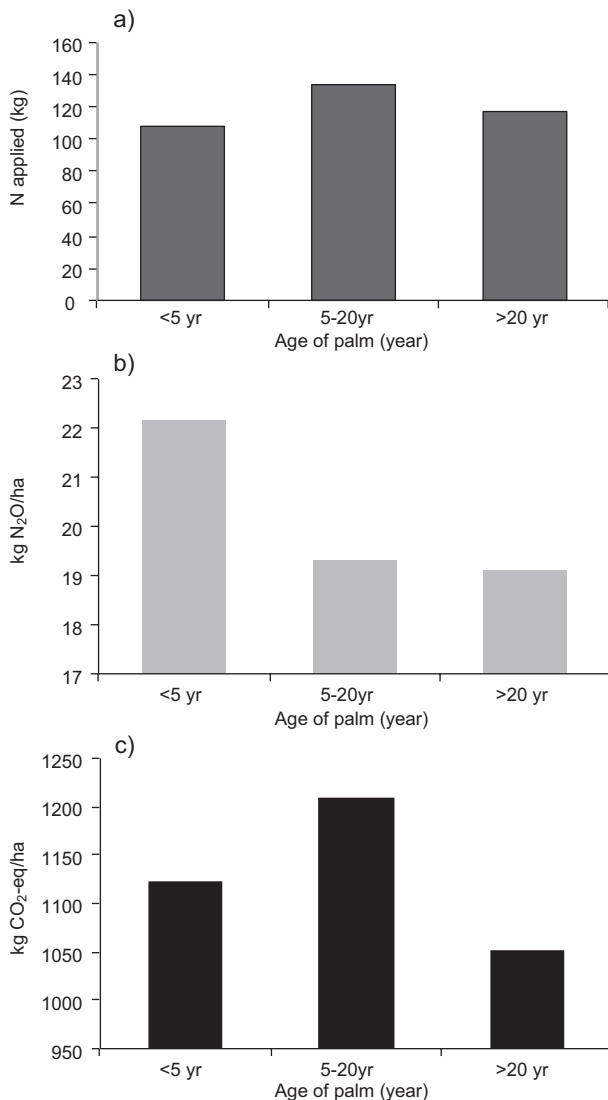 a)
N applied (kg)
160
140
120
100
80
60
40
20
0
<5 yr 5-20yr >20 yr
Age of palm (year)
b)
kg N₂O/ha
23
22
21
20
19
18
17
<5 yr 5-20yr >20 yr
Age of palm (year)
c)
kg CO₂-eq/ha
1250
1200
1150
1100
1050
1000
950
<5 yr 5-20yr >20 yr
Age of palm (year)